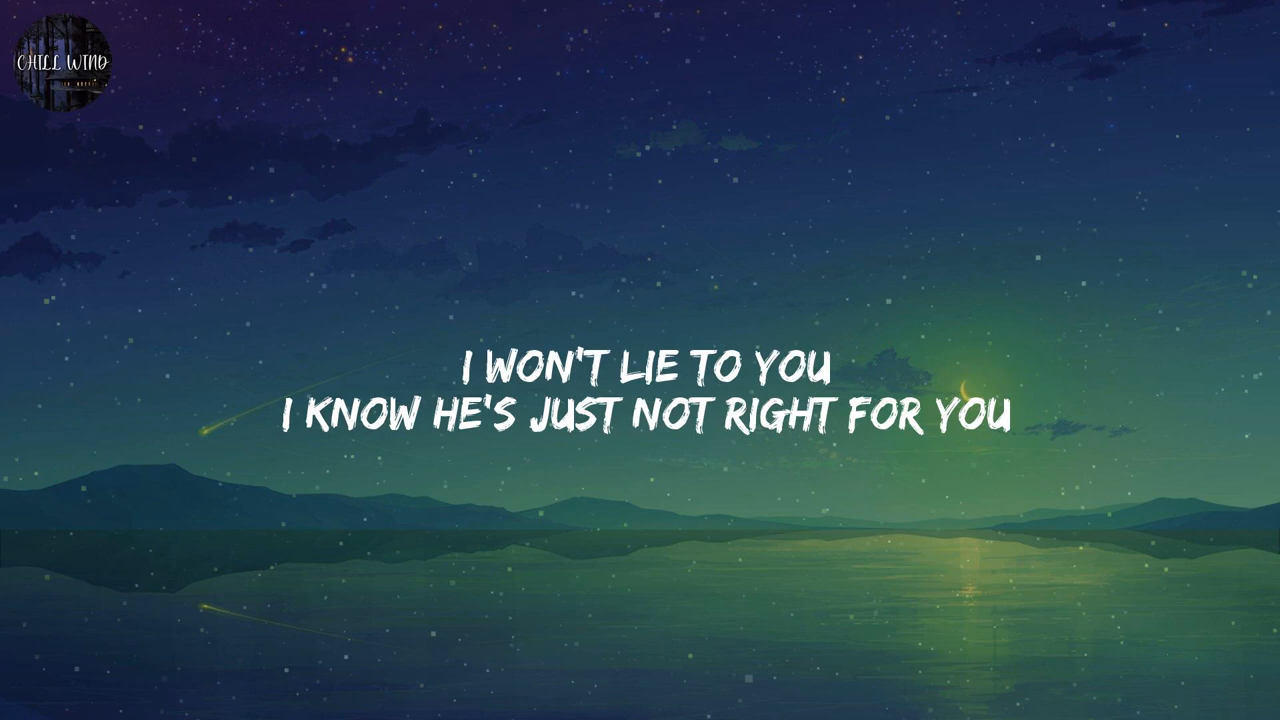 CHILL WIND
I WON'T LIE TO YOU
I KNOW HE'S JUST NOT RIGHT FOR YOU